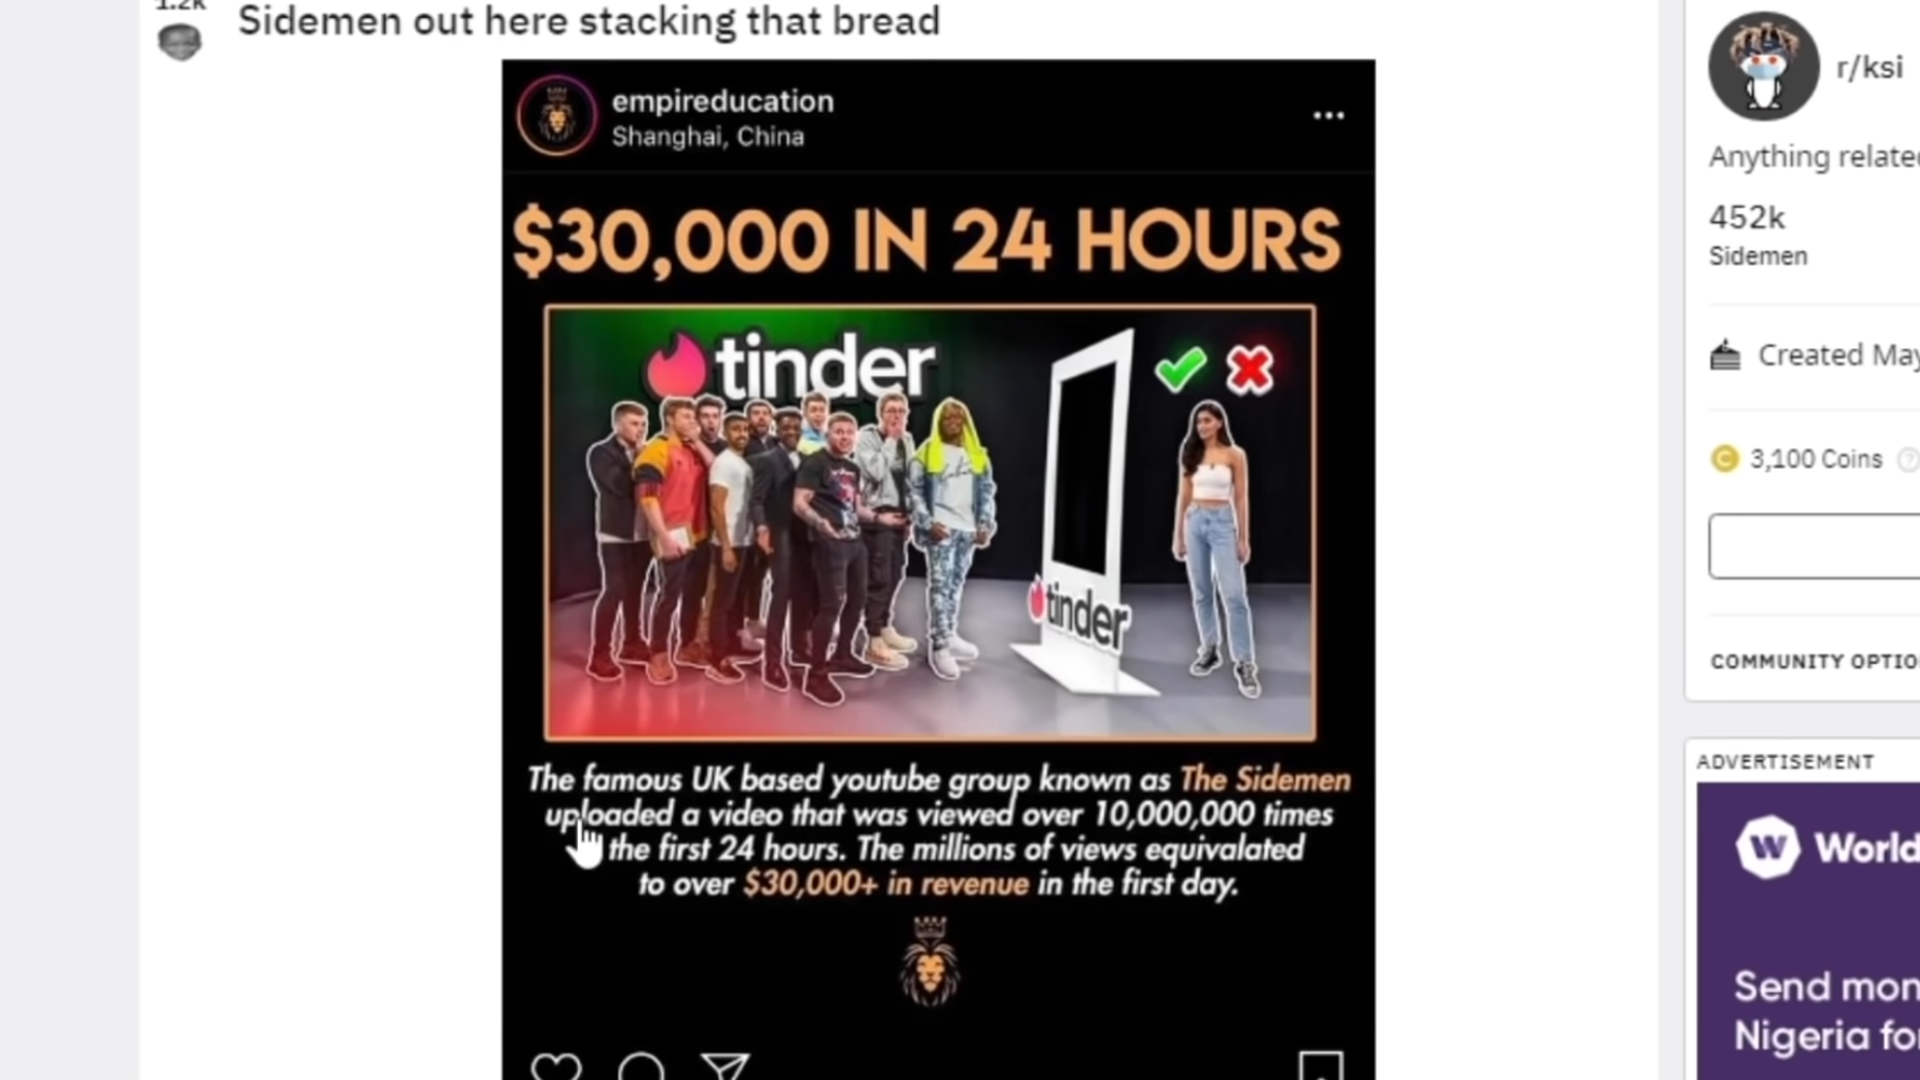 1.2k
Sidemen out here stacking that bread
empireducation
Shanghai, China
$30,000 IN 24 HOURS
tinder
tinder
The famous UK based youtube group known as The Sidemen
uploaded a video that was viewed over 10,000,000 times
the first 24 hours. The millions of views equivalated
to over $30,000+ in revenue in the first day.
r/ksi
Anything related
452k
Sidemen
Created May
3,100 Coins
COMMUNITY OPTIO
ADVERTISEMENT
World
Send mon
Nigeria fo